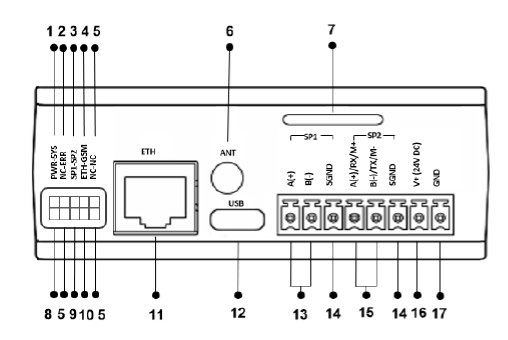 1 2 3 4 5 6 7
PWR-SYS
NC-ERR
SP1-SP2
ETH-GSM
NC-NC
ETH
ANT
USB
SP1 SP2
A(+)
B(-)
SGND
A(+)/RX/M+
B(-)/TX/M-
SGND
V+ (24V DC)
GND
8 5 9 10 5 11 12 13 14 15 14 16 17